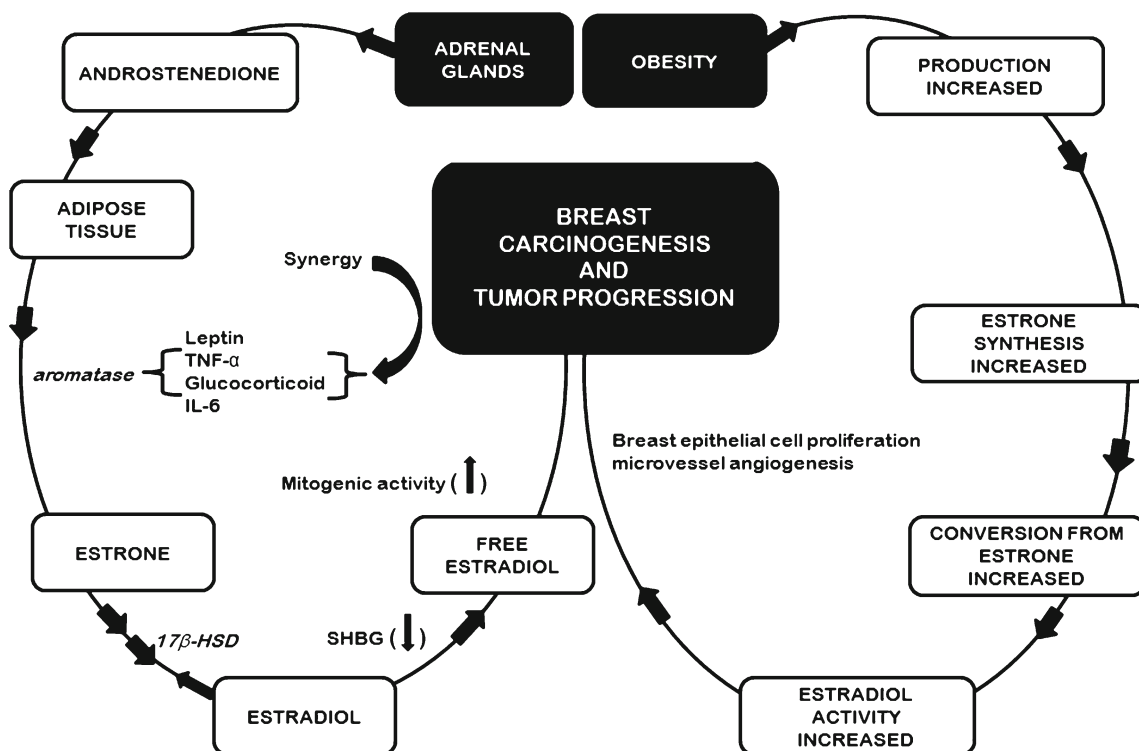 ADRENAL
GLANDS
OBESITY
ANDROSTENEDIONE
PRODUCTION
INCREASED
ADIPOSE
TISSUE
BREAST
CARCINOGENESIS
AND
TUMOR PROGRESSION
Synergy
Leptin
TNF-α
Glucocorticoid
IL-6
aromatase
ESTRONE
SYNTHESIS
INCREASED
Breast epithelial cell proliferation
microvessel angiogenesis
Mitogenic activity (↑)
ESTRONE
FREE
ESTRADIOL
CONVERSION FROM
ESTRONE
INCREASED
17β-HSD
SHBG (↓)
ESTRADIOL
ESTRADIOL
ACTIVITY
INCREASED